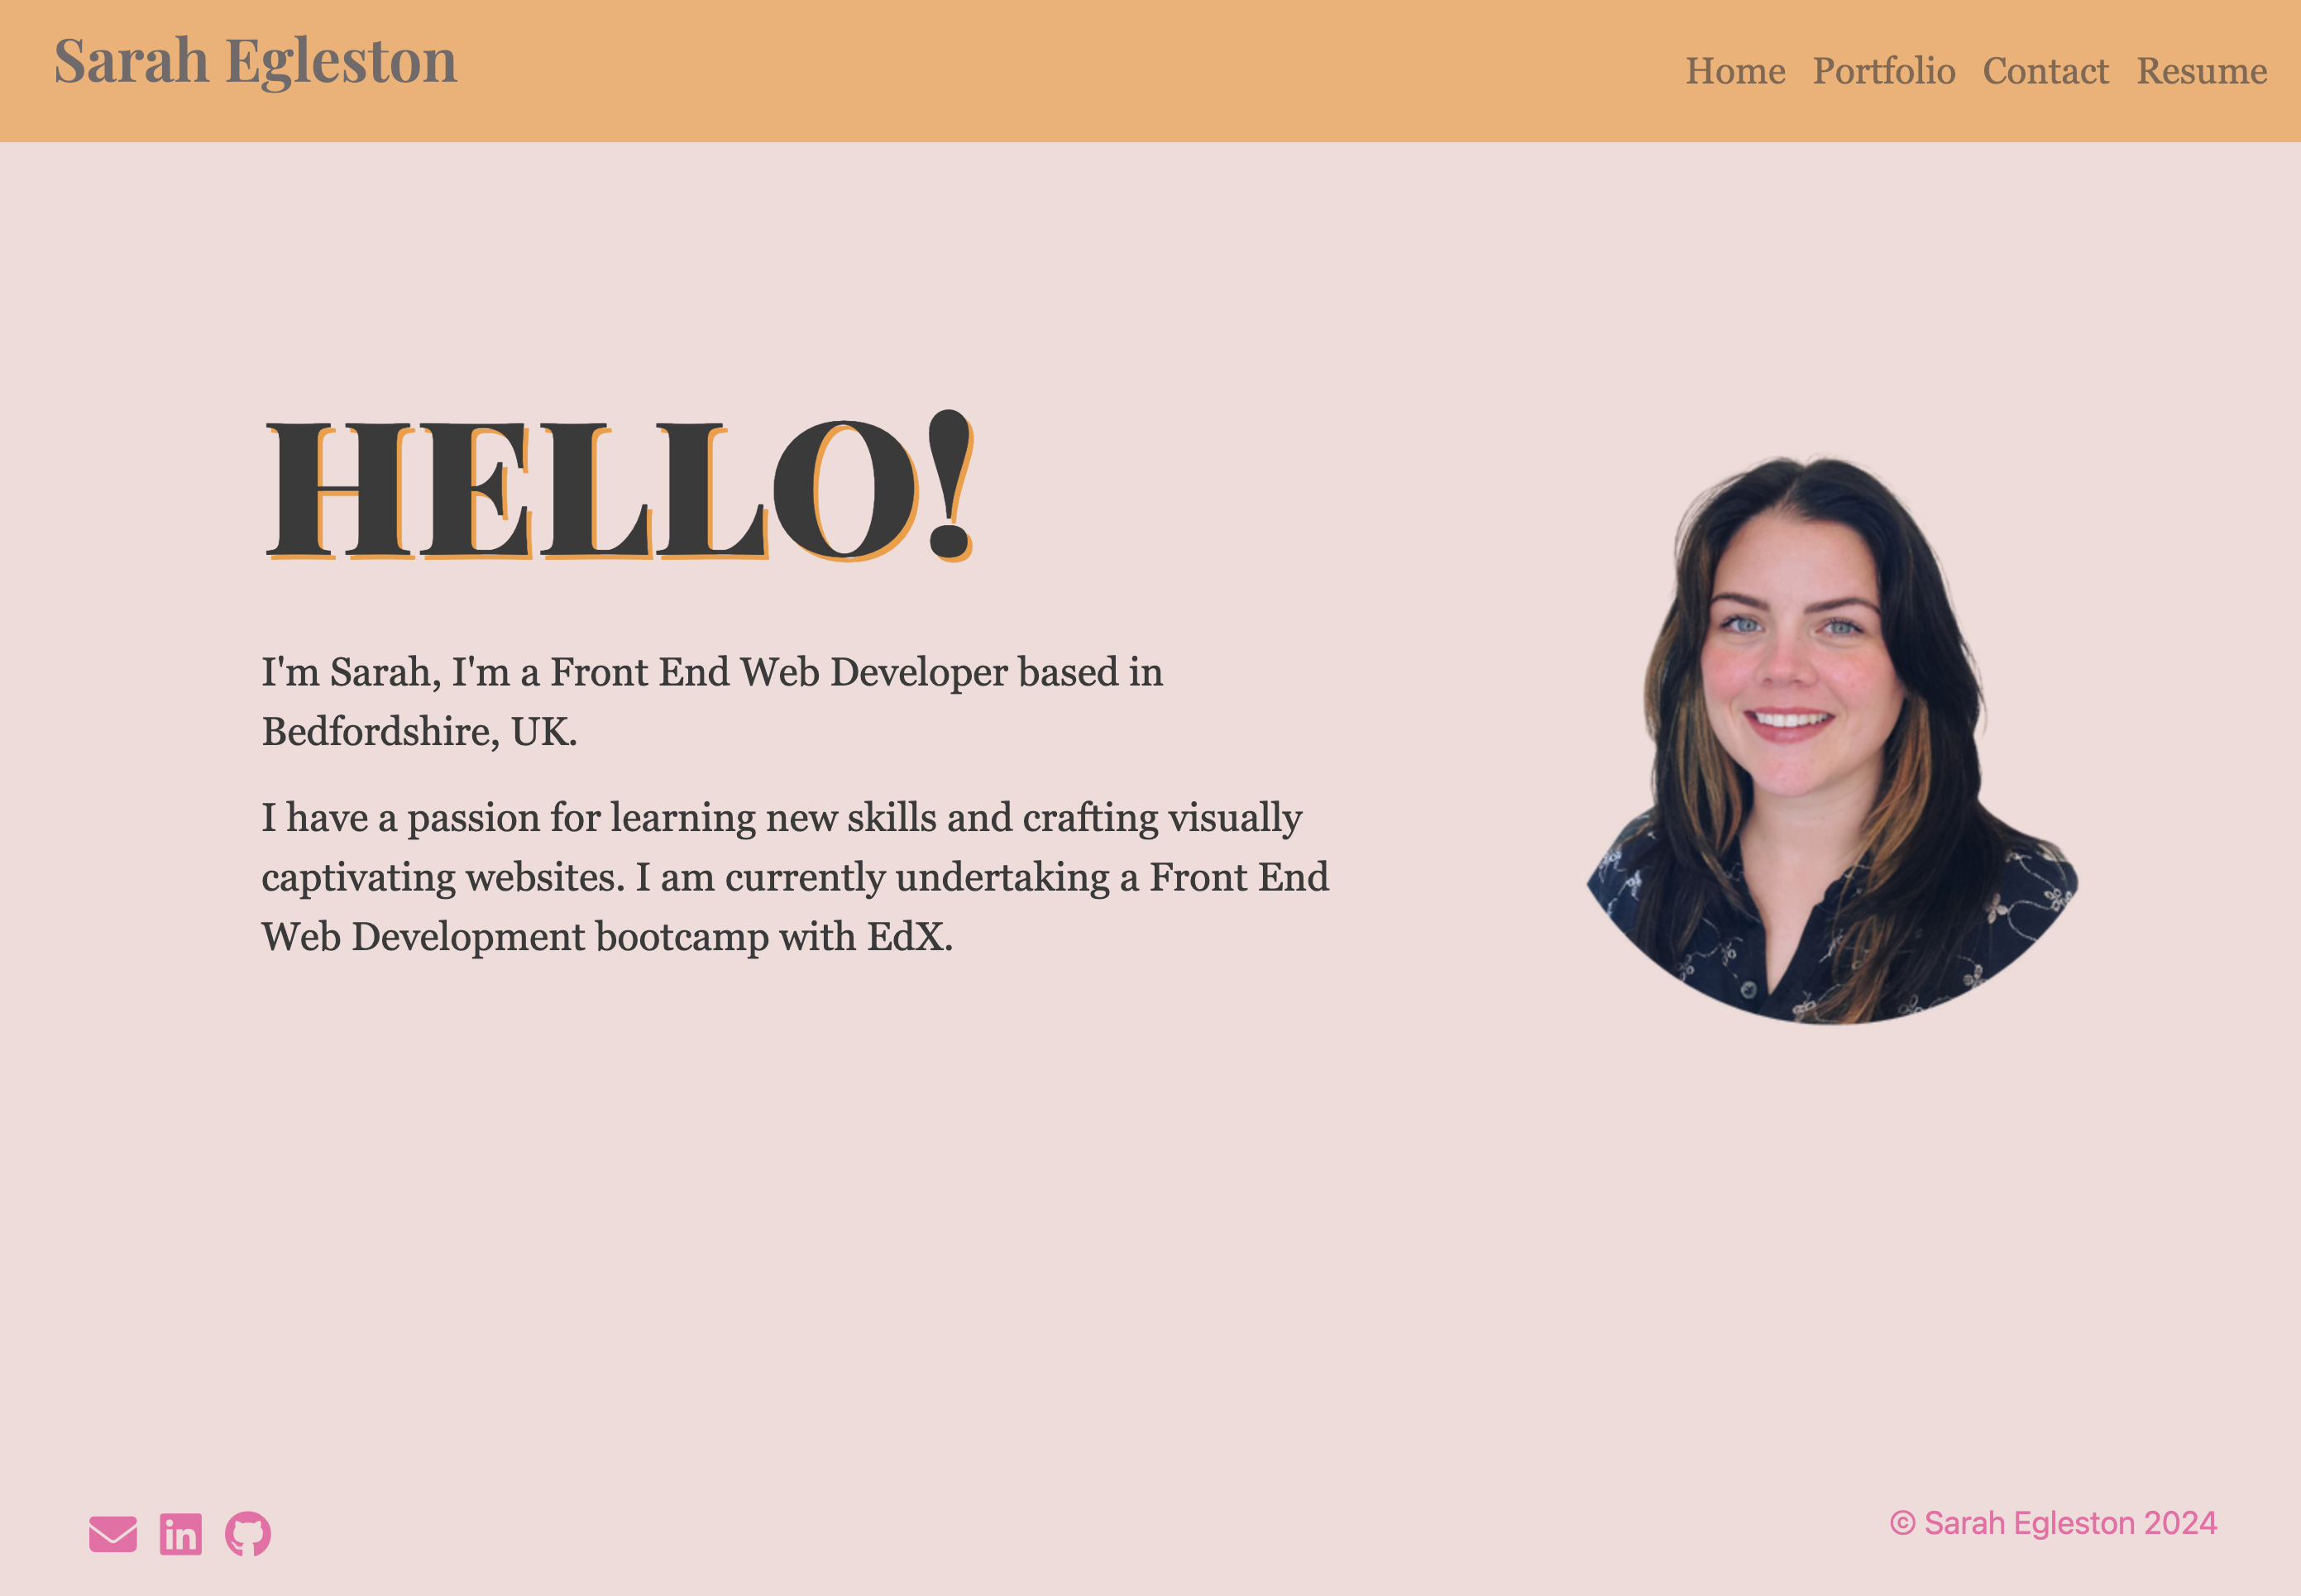 Sarah Egleston
Home Portfolio Contact Resume
HELLO!
I'm Sarah, I'm a Front End Web Developer based in
Bedfordshire, UK.
I have a passion for learning new skills and crafting visually
captivating websites. I am currently undertaking a Front End
Web Development bootcamp with EdX.
in
© Sarah Egleston 2024